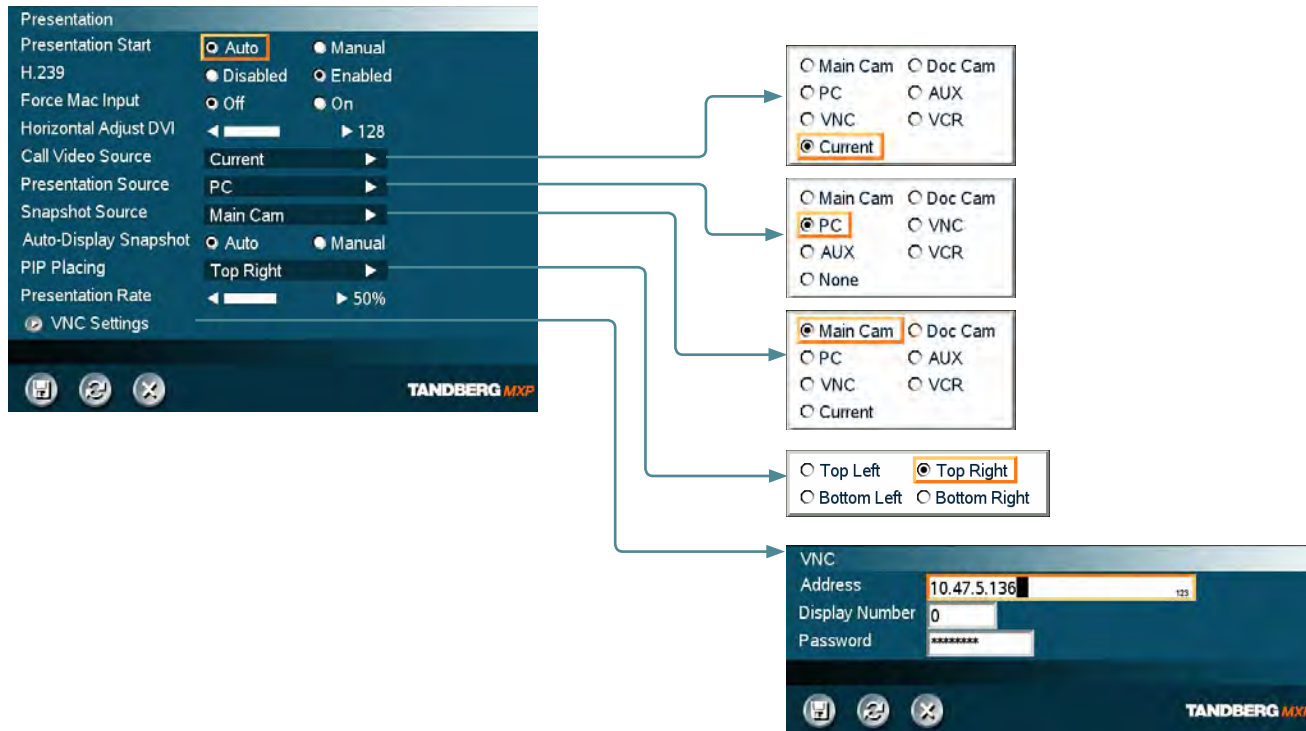 Presentation
Presentation Start Auto Manual
H.239 Disabled Enabled
Force Mac Input Off On
Horizontal Adjust DVI 128
Call Video Source Current
Presentation Source PC
Snapshot Source Main Cam
Auto-Display Snapshot Auto Manual
PIP Placing Top Right
Presentation Rate 50%
VNC Settings
TANDBERG MXP
Main Cam Doc Cam
PC AUX
VNC VCR
Current
Main Cam Doc Cam
PC VNC
AUX VCR
None
Main Cam Doc Cam
PC AUX
VNC VCR
Current
Top Left Top Right
Bottom Left Bottom Right
VNC
Address 10.47.5.136 123
Display Number 0
Password ********
TANDBERG MXP